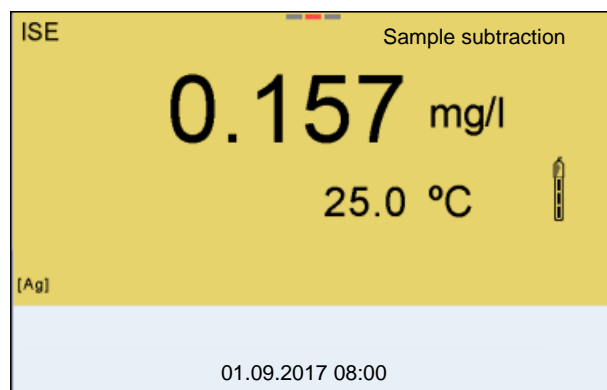 ISE
Sample subtraction
0.157 mg/l
25.0 ºC
[Ag]
01.09.2017 08:00